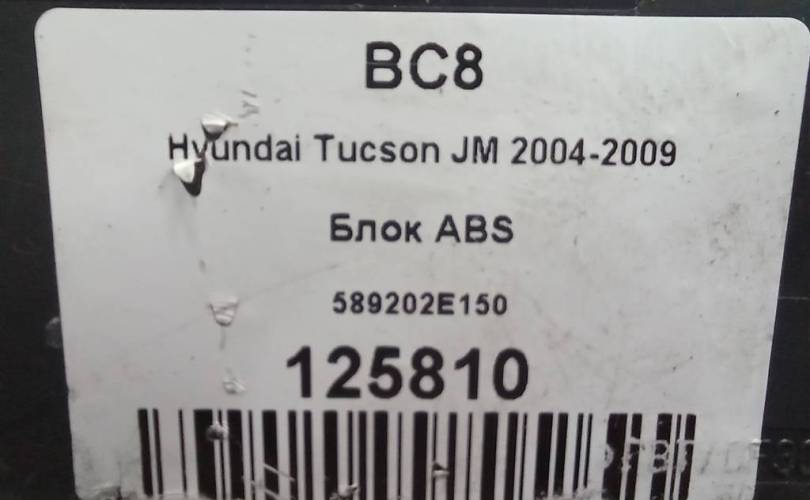 BC8
Hyundai Tucson JM 2004-2009
Блок ABS
589202E150
125810